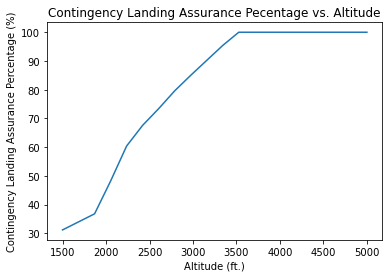 Contingency Landing Assurance Pecentage vs. Altitude
Contingency Landing Assurance Percentage (%)
100
90
80
70
60
50
40
30
1500 2000 2500 3000 3500 4000 4500 5000
Altitude (ft.)